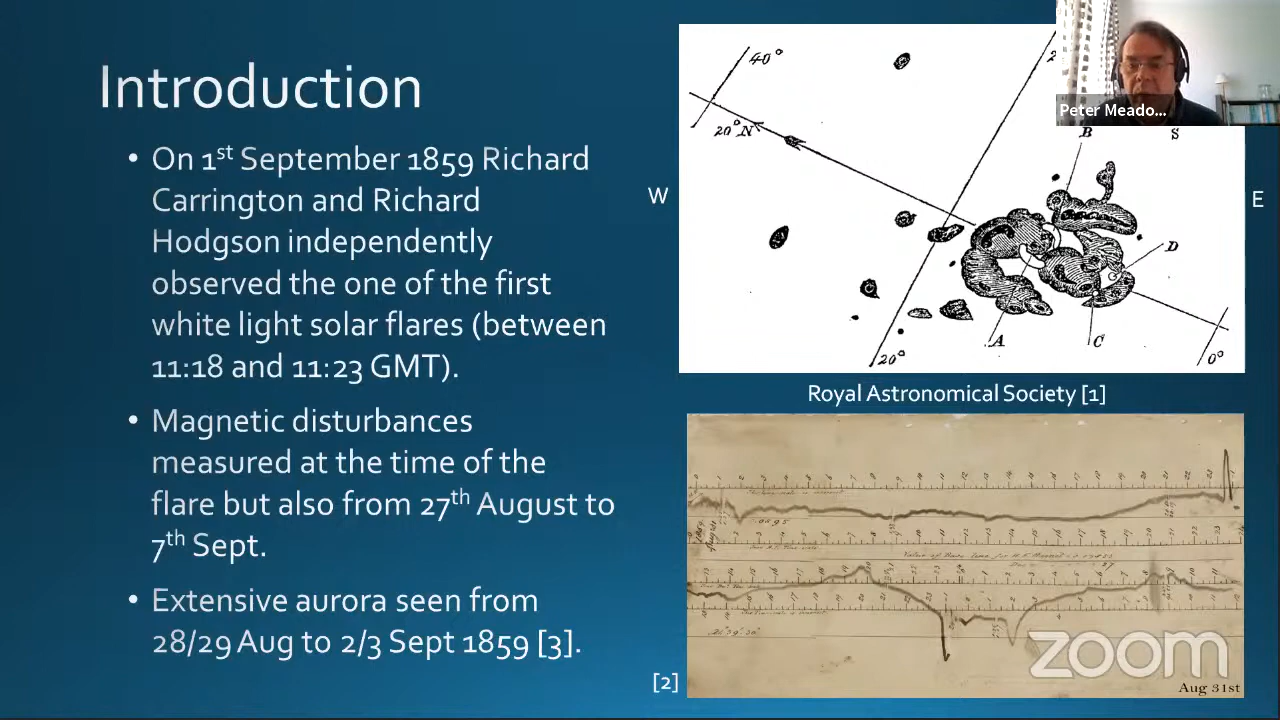 Introduction
• On 1st September 1859 Richard
Carrington and Richard
Hodgson independently
observed the one of the first
white light solar flares (between
11:18 and 11:23 GMT).
• Magnetic disturbances
measured at the time of the
flare but also from 27th August to
7th Sept.
• Extensive aurora seen from
28/29 Aug to 2/3 Sept 1859 [3].
[2]
W
E
40°
20° N
B
S
D
A
C
20°
0°
Peter Meado...
Royal Astronomical Society [1]
zoom
Aug 31st